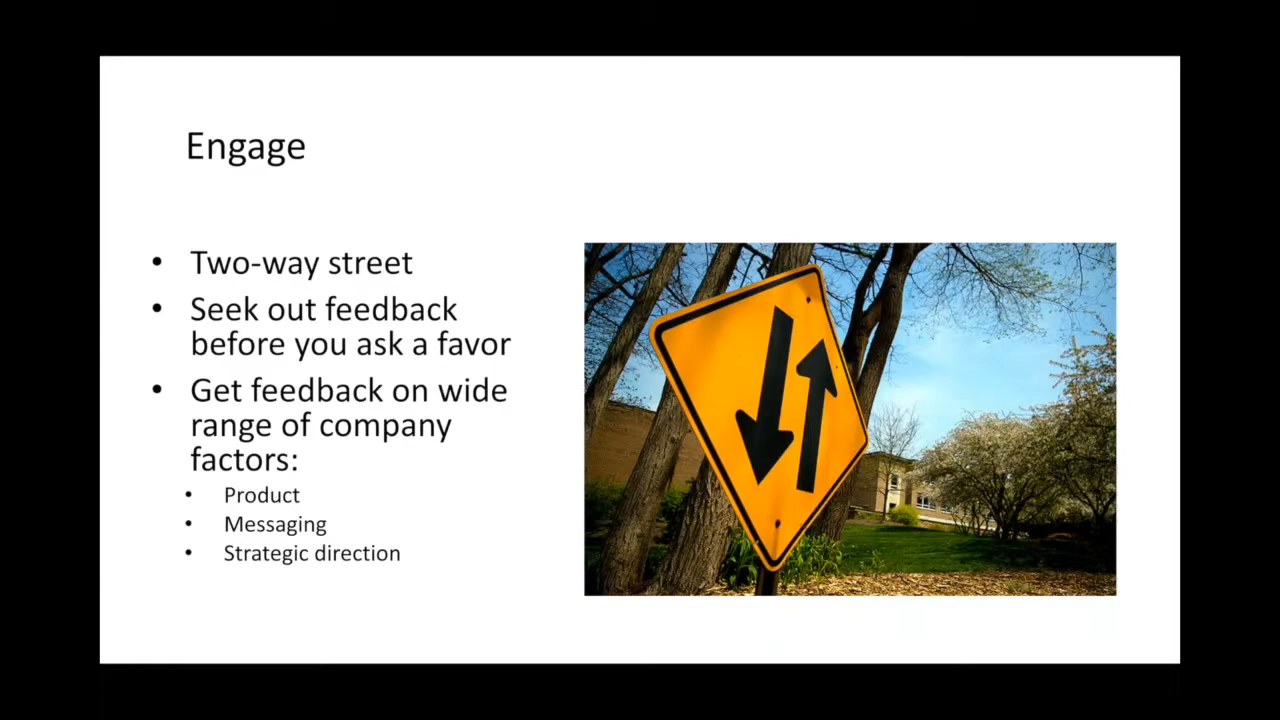 Engage
• Two-way street
• Seek out feedback
before you ask a favor
• Get feedback on wide
range of company
factors:
• Product
• Messaging
• Strategic direction